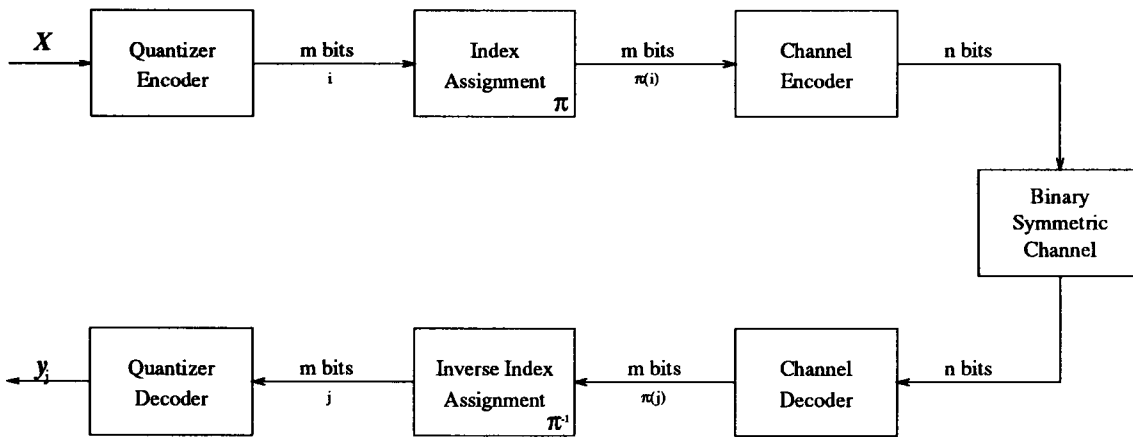 X
Quantizer
Encoder
m bits
i
Index
Assignment
π
m bits
π(i)
Channel
Encoder
n bits
Binary
Symmetric
Channel
n bits
Channel
Decoder
m bits
π(j)
Inverse Index
Assignment
π⁻¹
m bits
j
Quantizer
Decoder
yⱼ